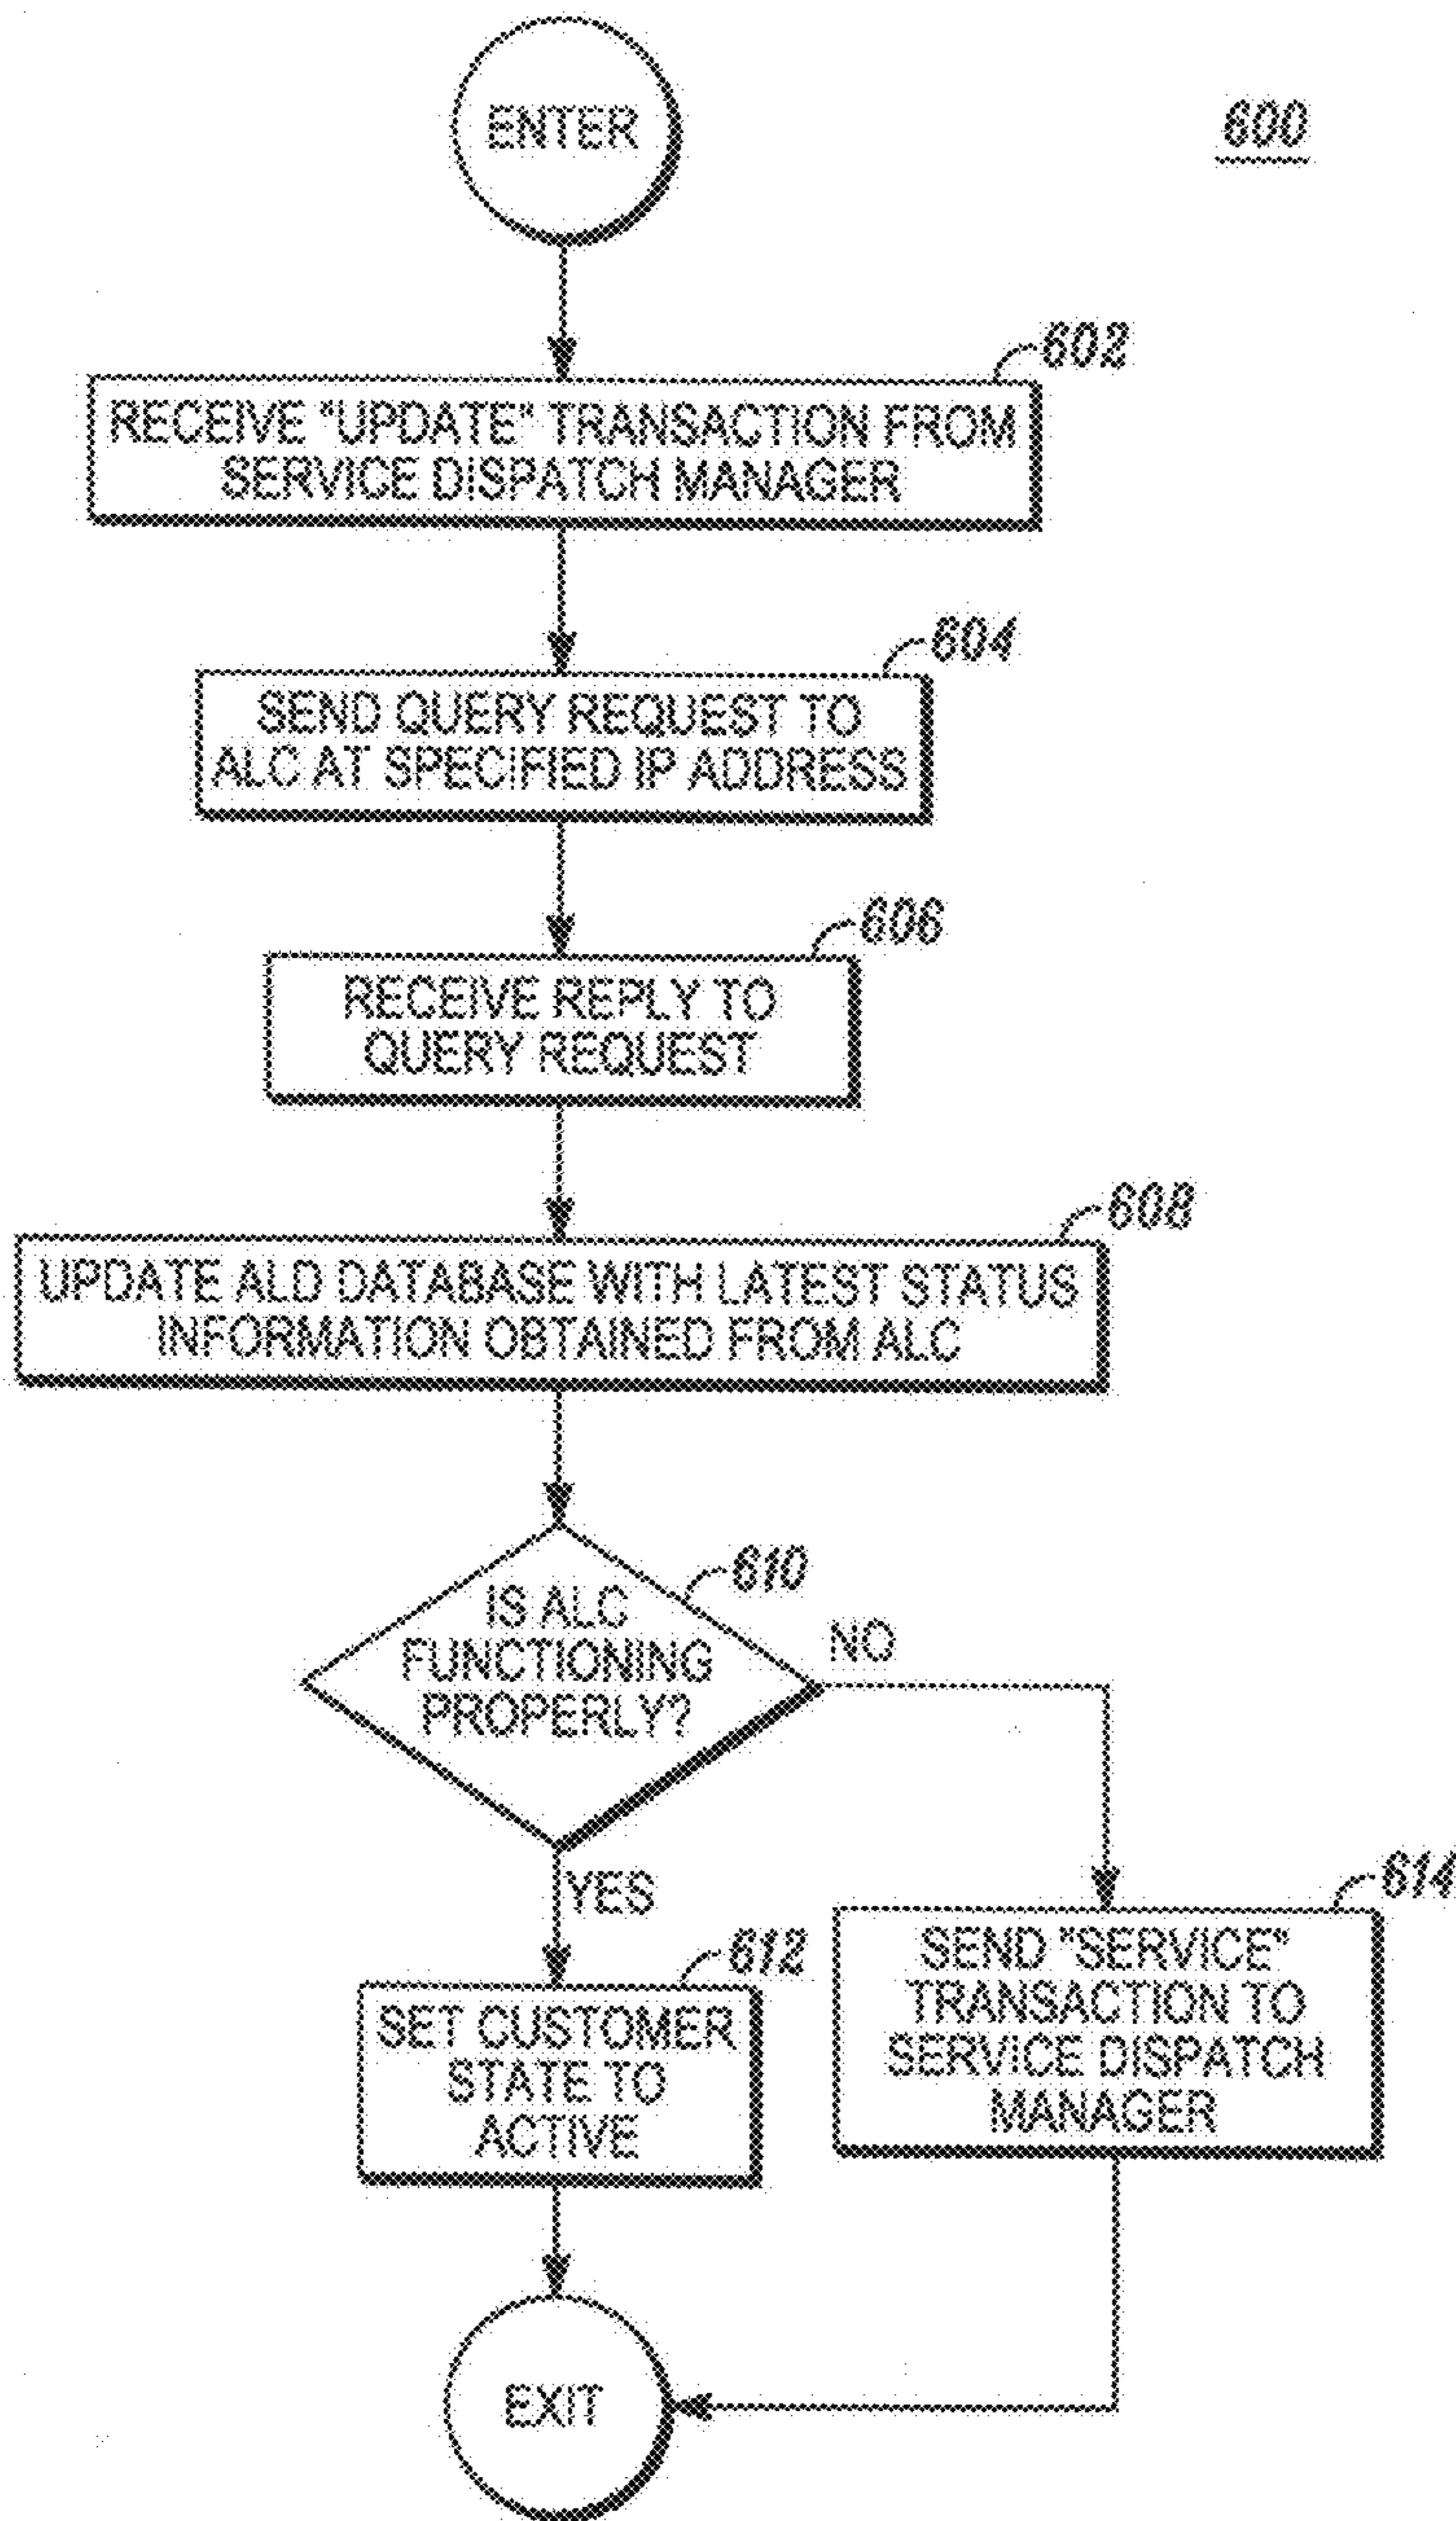 ENTER
600
602
RECEIVE "UPDATE" TRANSACTION FROM
SERVICE DISPATCH MANAGER
604
SEND QUERY REQUEST TO
ALC AT SPECIFIED IP ADDRESS
606
RECEIVE REPLY TO
QUERY REQUEST
608
UPDATE ALD DATABASE WITH LATEST STATUS
INFORMATION OBTAINED FROM ALC
610
IS ALC
FUNCTIONING
PROPERLY?
NO
YES
612
SET CUSTOMER
STATE TO
ACTIVE
614
SEND "SERVICE"
TRANSACTION TO
SERVICE DISPATCH
MANAGER
EXIT